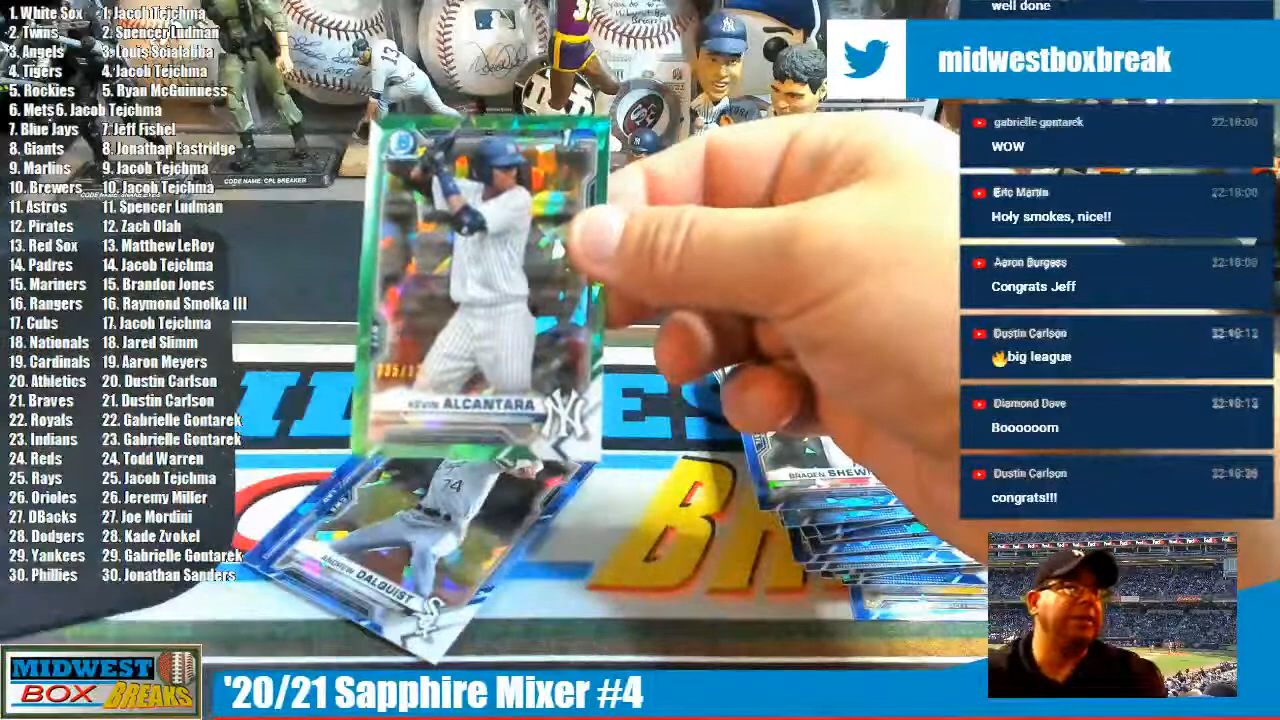 1. White Sox 1. Jacob Tejchma
2. Twins 2. Spencer Ludman
3. Angels 3. Louis Scialabba
4. Tigers 4. Jacob Tejchma
5. Rockies 5. Ryan McGuinness
6. Mets 6. Jacob Tejchma
7. Blue Jays 7. Jeff Fishel
8. Giants 8. Jonathan Eastridge
9. Marlins 9. Jacob Tejchma
10. Brewers 10. Jacob Tejchma
11. Astros 11. Spencer Ludman
12. Pirates 12. Zach Olah
13. Red Sox 13. Matthew LeRoy
14. Padres 14. Jacob Tejchma
15. Mariners 15. Brandon Jones
16. Rangers 16. Raymond Smolka III
17. Cubs 17. Jacob Tejchma
18. Nationals 18. Jared Slimm
19. Cardinals 19. Aaron Meyers
20. Athletics 20. Dustin Carlson
21. Braves 21. Dustin Carlson
22. Royals 22. Gabrielle Gontarek
23. Indians 23. Gabrielle Gontarek
24. Reds 24. Todd Warren
25. Rays 25. Jacob Tejchma
26. Orioles 26. Jeremy Miller
27. DBacks 27. Joe Mordini
28. Dodgers 28. Kade Zvokel
29. Yankees 29. Gabrielle Gontarek
30. Phillies 30. Jonathan Sanders
CODE NAME: CPL BREAKER
13
KEVIN ALCANTARA
NY
74
ANDREW DALQUIST
BRADEN SHEW
well done
midwestboxbreak
gabrielle gontarek 22:18:00
WOW
Eric Martin
Holy smokes, nice!!
Aaron Burgess
Congrats Jeff
Dustin Carlson
🔥big league
Diamond Dave
Boooooom
Dustin Carlson
congrats!!!
MIDWEST
BOX BREAKS
'20/21 Sapphire Mixer #4